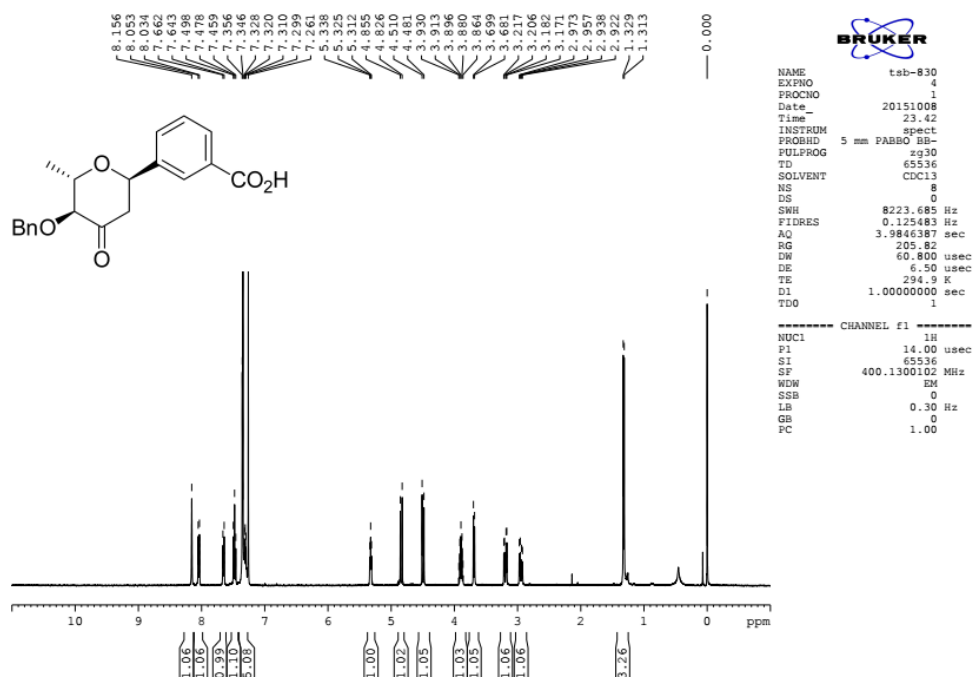 8.156
8.053
8.034
7.662
7.643
7.498
7.478
7.459
7.356
7.346
7.328
7.320
7.310
7.299
7.261
5.338
5.325
5.312
4.855
4.826
4.510
4.481
3.930
3.913
3.896
3.880
3.864
3.699
3.681
3.217
3.206
3.182
3.171
2.973
2.957
2.938
2.922
1.329
1.313
0.000
BRUKER
NAME tsb-830
EXPNO 4
PROCNO 1
Date_ 20151008
Time 23.42
INSTRUM spect
PROBHD 5 mm PABBO BB-
PULPROG zg30
TD 65536
SOLVENT CDCl3
NS 8
DS 0
SWH 8223.685 Hz
FIDRES 0.125483 Hz
AQ 3.9846387 sec
RG 205.82
DW 60.800 usec
DE 6.50 usec
TE 294.9 K
D1 1.00000000 sec
TD0 1
======== CHANNEL f1 ========
NUC1 1H
P1 14.00 usec
SI 65536
SF 400.1300102 MHz
WDW EM
SSB 0
LB 0.30 Hz
GB 0
PC 1.00
O
CO2H
BnO
O
10 9 8 7 6 5 4 3 2 1 0 ppm
1.06
1.06
0.99
1.10
1.00
1.02
1.05
1.03
1.05
1.06
1.06
3.26